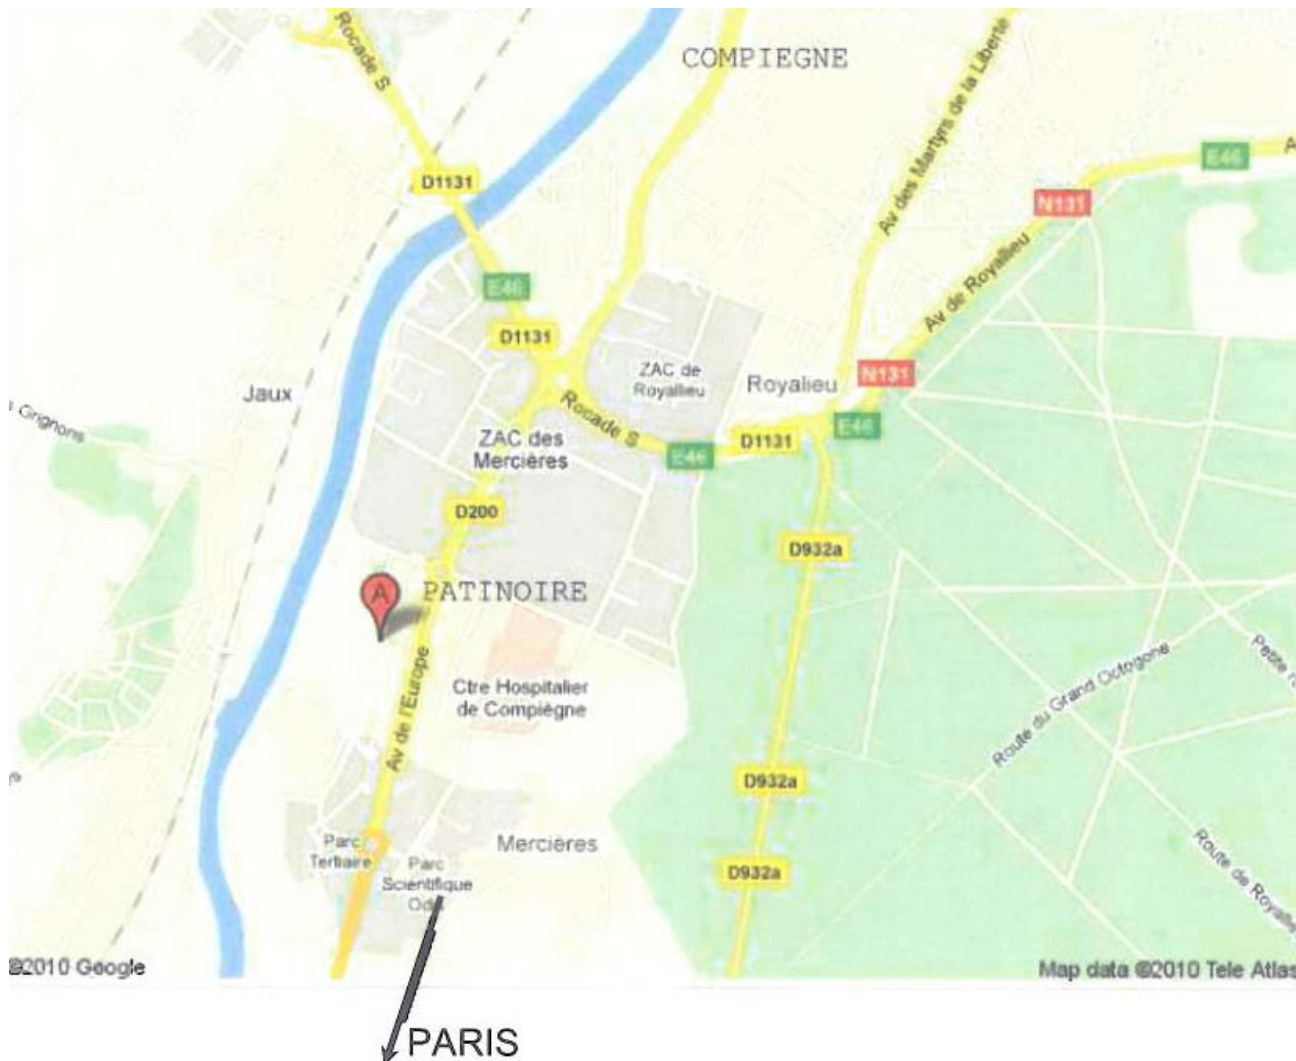 Rocade S
COMPIEGNE
Av des Martyrs de la Liberté
E46
A
D1131
N131
Av de Royallieu
E46
D1131
ZAC de
Royallieu
Royalieu
N131
Jaux
Grignons
Rocade S
E46
D1131
E46
ZAC des
Mercières
D200
D932a
A
PATINOIRE
Ctre Hospitalier
de Compiègne
Av de l'Europe
Route du Grand Octogone
Petite
D932a
Parc
Tertiaire
Mercières
Parc
Scientifique
D932a
Route de Royallieu
©2010 Google
Map data ©2010 Tele Atlas
PARIS